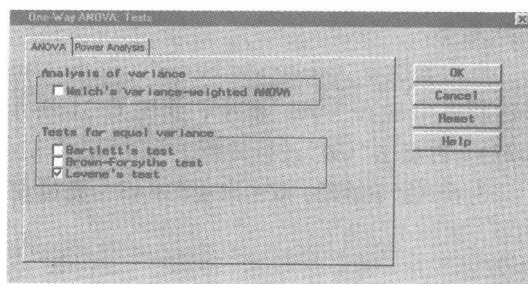 One-Way ANOVA: Tests
ANOVA
Power Analysis
Analysis of variance
Welch's variance-weighted ANOVA
Tests for equal variance
Bartlett's test
Brown-Forsythe test
Levene's test
OK
Cancel
Reset
Help